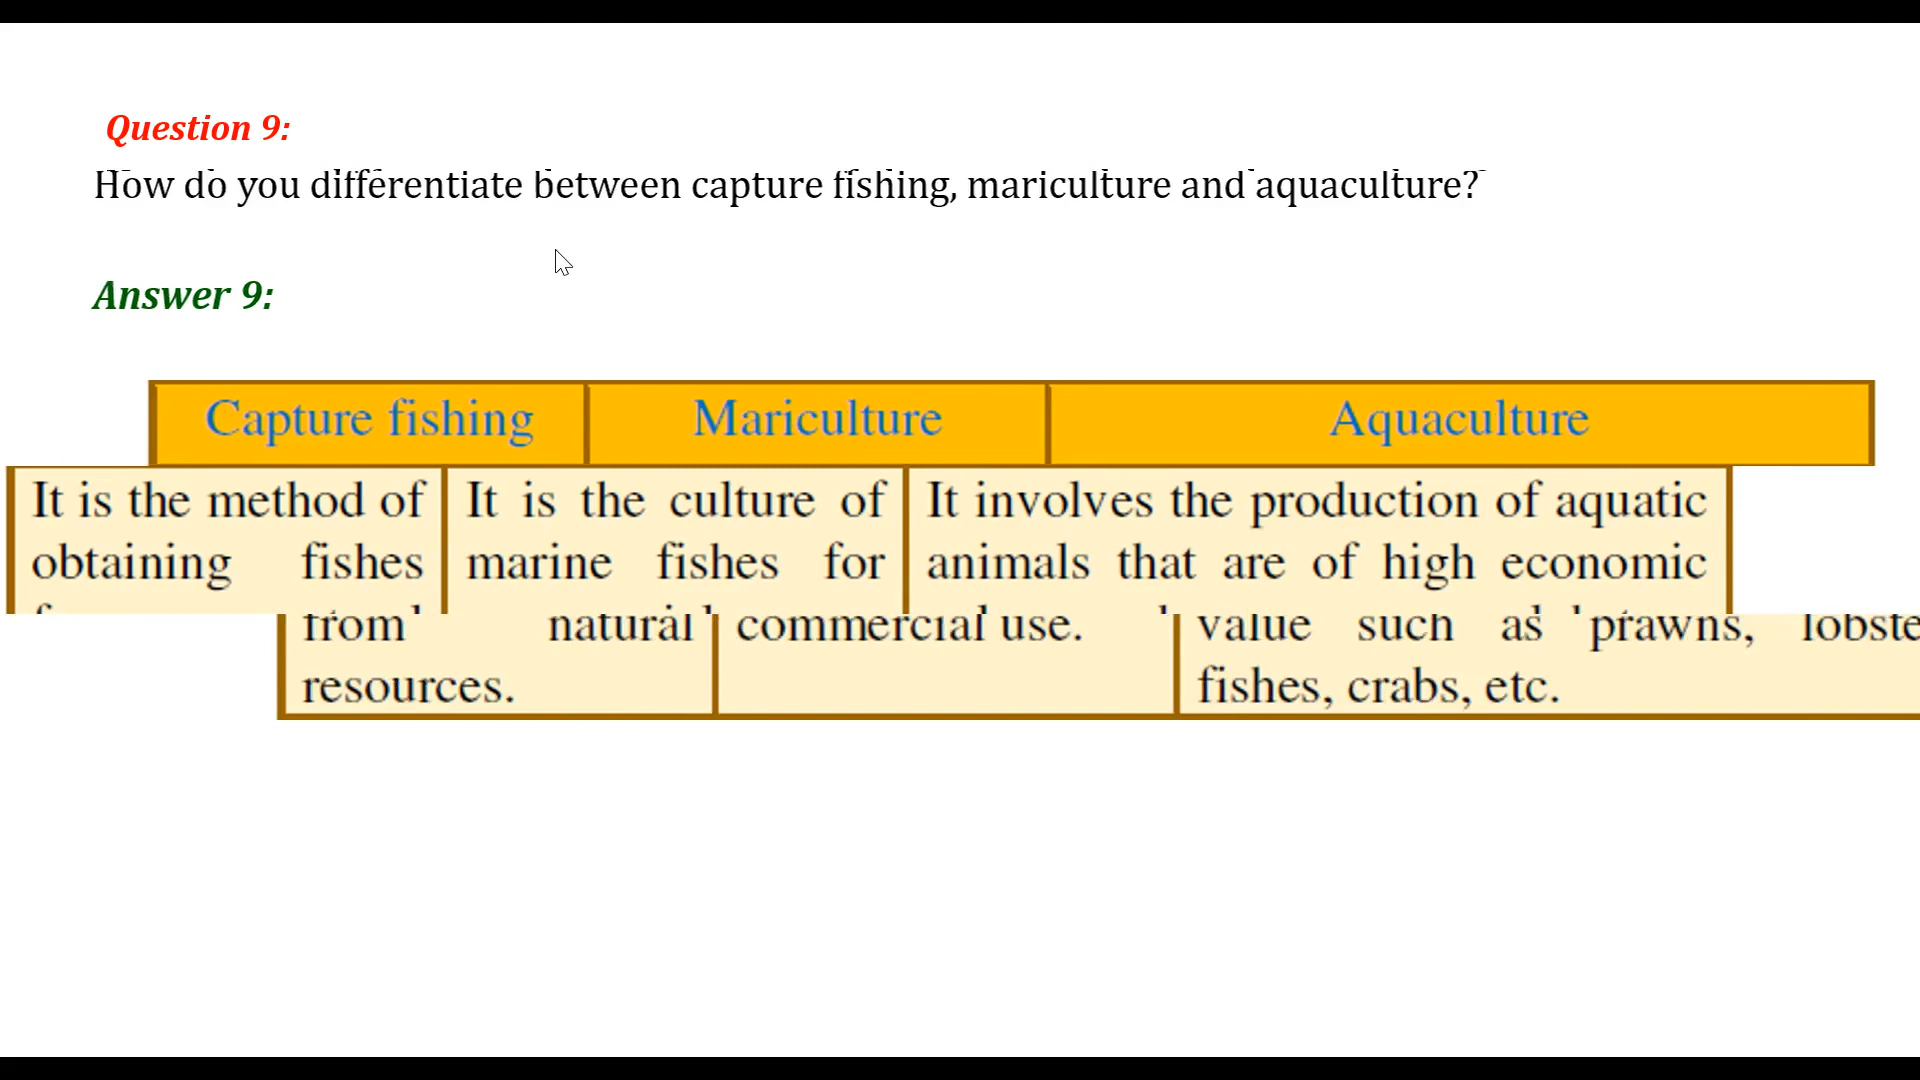 Question 9:
How do you differentiate between capture fishing, mariculture and aquaculture?
Answer 9:
Capture fishing Mariculture Aquaculture
It is the method of It is the culture of It involves the production of aquatic
obtaining fishes marine fishes for animals that are of high economic
from natural commercial use. value such as prawns,
resources. fishes, crabs, etc.